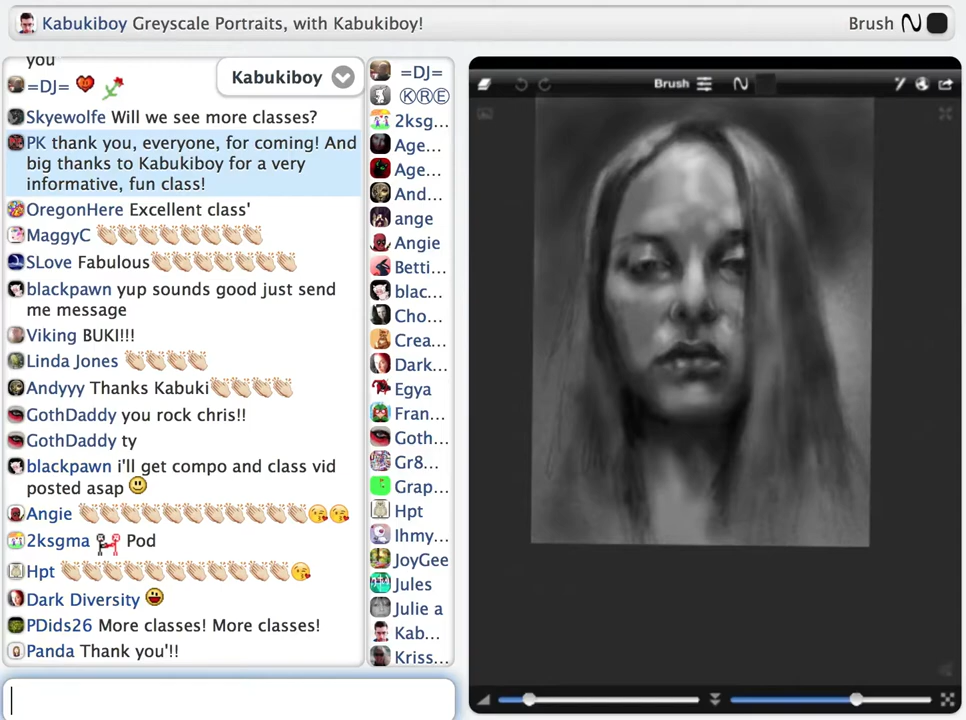 Kabukiboy Greyscale Portraits, with Kabukiboy!
Brush
you
=DJ=
Kabukiboy
Skyewolfe Will we see more classes?
PK thank you, everyone, for coming! And
big thanks to Kabukiboy for a very
informative, fun class!
OregonHere Excellent class'
MaggyC 👏🏻👏🏻👏🏻👏🏻👏🏻👏🏻👏🏻👏🏻
SLove Fabulous👏🏻👏🏻👏🏻👏🏻👏🏻👏🏻👏🏻
blackpawn yup sounds good just send
me message
Viking BUKI!!!!
Linda Jones 👏🏻👏🏻👏🏻👏🏻
Andyyy Thanks Kabuki👏🏻👏🏻👏🏻👏🏻
GothDaddy you rock chris!!
GothDaddy ty
blackpawn i'll get compo and class vid
posted asap
Angie 👏🏻👏🏻👏🏻👏🏻👏🏻👏🏻👏🏻👏🏻👏🏻👏🏻👏🏻😘😘
2ksgma Pod
Hpt 👏🏻👏🏻👏🏻👏🏻👏🏻👏🏻👏🏻👏🏻👏🏻👏🏻👏🏻😘
Dark Diversity
PDids26 More classes! More classes!
Panda Thank you'!!
=DJ=
ⓀⓇⒺ
2ksg...
Age...
Age...
And...
ange
Angie
Betti...
blac...
Cho...
Crea...
Dark...
Egya
Fran...
Goth...
Gr8...
Grap...
Hpt
Ihmy...
JoyGee
Jules
Julie a
Kab...
Kriss...
Brush